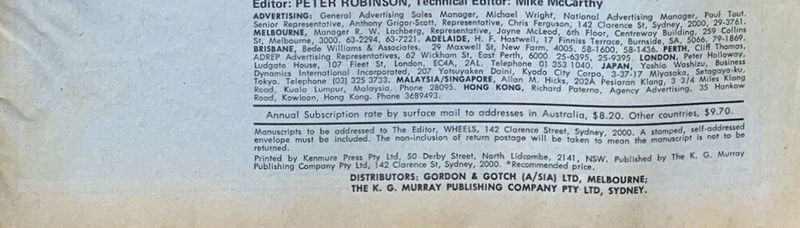 Editor: PETER ROBINSON, Technical Editor: Mike McCarthy
ADVERTISING: General Advertising Sales Manager, Michael Wright, National Advertising Manager, Paul Tout.
Senior Representative, Anthony Grigor-Scott, Representative, Chris Ferguson, 142 Clarence St, Sydney, 2000, 29-3761.
MELBOURNE, Manager R. W. Lachberg, Representative, Jayne McLeod, 6th Floor, Centreway Building, 259 Collins
St, Melbourne, 3000. 63-2294, 63-7221. ADELAIDE, H. F. Hastwell, 17 Finniss Terrace, Burnside, SA, 5066, 79-1869.
BRISBANE, Bede Williams & Associates, 29 Maxwell St, New Farm, 4005. 58-1600, 58-1436. PERTH, Cliff Thomas,
ADREP Advertising Representatives, 62 Wickham St, East Perth, 6000. 25-6395, 25-9395. LONDON, Peter Holloway,
Ludgate House, 107 Fleet St, London, EC4A, 2AL. Telephone 01 353 1040. JAPAN, Yoshio Washizu, Business
Dynamics International Incorporated, 207 Yotsuyaken Daini, Kyodo City Corpo, 3-37-17 Miyasaka, Setagaya-ku,
Tokyo. Telephone (03) 325 3733. MALAYSIA/SINGAPORE, Allan M. Hicks, 202A Pesiaran Klang, 3 3/4 Miles Klang
Road, Kuala Lumpur, Malaysia. Phone 28095. HONG KONG, Richard Paterno, Agency Advertising, 35 Hankow
Road, Kowloon, Hong Kong. Phone 3689493.
Annual Subscription rate by surface mail to addresses in Australia, $8.20. Other countries, $9.70.
Manuscripts to be addressed to The Editor, WHEELS, 142 Clarence Street, Sydney, 2000. A stamped, self-addressed
envelope must be included. The non-inclusion of return postage will be taken to mean the manuscript is not to be
returned.
Printed by Kenmure Press Pty Ltd, 50 Derby Street, North Lidcombe, 2141, NSW. Published by The K. G. Murray
Publishing Company Pty Ltd, 142 Clarence St, Sydney, 2000. *Recommended price.
DISTRIBUTORS: GORDON & GOTCH (A/SIA) LTD, MELBOURNE;
THE K. G. MURRAY PUBLISHING COMPANY PTY LTD, SYDNEY.